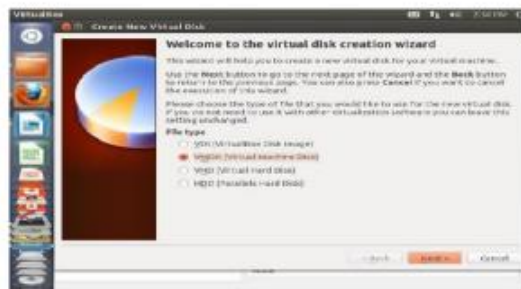 VirtualBox
Create New Virtual Disk
Welcome to the virtual disk creation wizard
This wizard will help you to create a new virtual disk for your virtual machine.
Use the Next button to go to the next page of the wizard and the Back button
to return to the previous page. You can also press Cancel if you want to cancel
the execution of this wizard.
Please choose the type of file that you would like to use for the new virtual disk.
If you do not need to use it with other virtualization software you can leave this
setting unchanged.
File type
VDI (VirtualBox Disk Image)
VMDK (Virtual Machine Disk)
VHD (Virtual Hard Disk)
HDD (Parallels Hard Disk)
< Back
Next >
Cancel